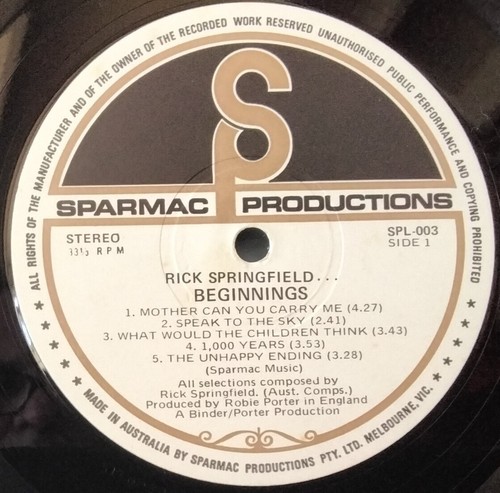 ALL RIGHTS OF THE MANUFACTURER AND OF THE OWNER OF THE RECORDED WORK RESERVED UNAUTHORISED PUBLIC PERFORMANCE AND COPYING PROHIBITED
SPARMAC PRODUCTIONS
STEREO
33⅓ RPM
SPL-003
SIDE 1
RICK SPRINGFIELD...
BEGINNINGS
1. MOTHER CAN YOU CARRY ME (4.27)
2. SPEAK TO THE SKY (2.41)
3. WHAT WOULD THE CHILDREN THINK (3.43)
4. 1,000 YEARS (3.53)
5. THE UNHAPPY ENDING (3.28)
(Sparmac Music)
All selections composed by
Rick Springfield. (Aust. Comps.)
Produced by Robie Porter in England
A Binder/Porter Production
MADE IN AUSTRALIA BY SPARMAC PRODUCTIONS PTY. LTD. MELBOURNE, VIC.